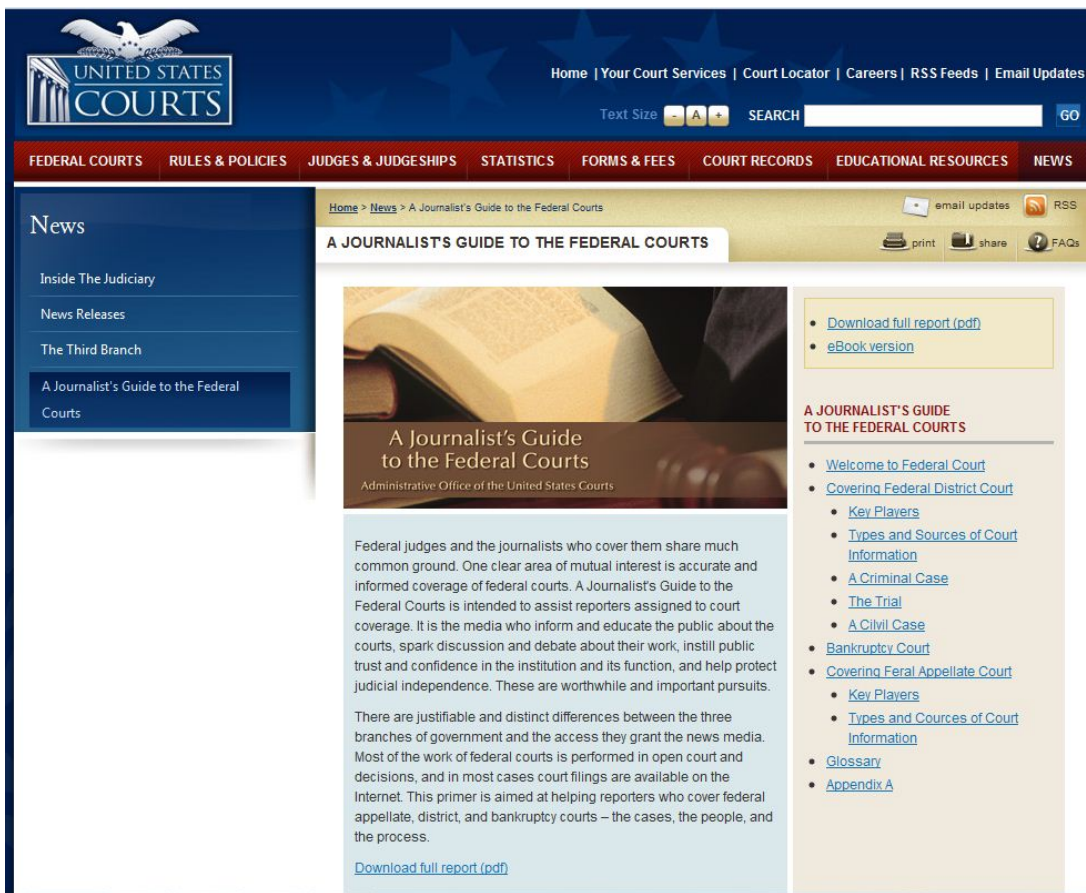 UNITED STATES
COURTS
Home | Your Court Services | Court Locator | Careers | RSS Feeds | Email Updates
Text Size - A + SEARCH GO
FEDERAL COURTS RULES & POLICIES JUDGES & JUDGESHIPS STATISTICS FORMS & FEES COURT RECORDS EDUCATIONAL RESOURCES NEWS
News
Inside The Judiciary
News Releases
The Third Branch
A Journalist's Guide to the Federal
Courts
Home > News > A Journalist's Guide to the Federal Courts
email updates RSS
A JOURNALIST'S GUIDE TO THE FEDERAL COURTS
print share FAQs
A Journalist's Guide
to the Federal Courts
Administrative Office of the United States Courts
Federal judges and the journalists who cover them share much
common ground. One clear area of mutual interest is accurate and
informed coverage of federal courts. A Journalist's Guide to the
Federal Courts is intended to assist reporters assigned to court
coverage. It is the media who inform and educate the public about the
courts, spark discussion and debate about their work, instill public
trust and confidence in the institution and its function, and help protect
judicial independence. These are worthwhile and important pursuits.
There are justifiable and distinct differences between the three
branches of government and the access they grant the news media.
Most of the work of federal courts is performed in open court and
decisions, and in most cases court filings are available on the
Internet. This primer is aimed at helping reporters who cover federal
appellate, district, and bankruptcy courts – the cases, the people, and
the process.
Download full report (pdf)
Download full report (pdf)
eBook version
A JOURNALIST'S GUIDE
TO THE FEDERAL COURTS
Welcome to Federal Court
Covering Federal District Court
Key Players
Types and Sources of Court
Information
A Criminal Case
The Trial
A Cilvil Case
Bankruptcy Court
Covering Feral Appellate Court
Key Players
Types and Cources of Court
Information
Glossary
Appendix A